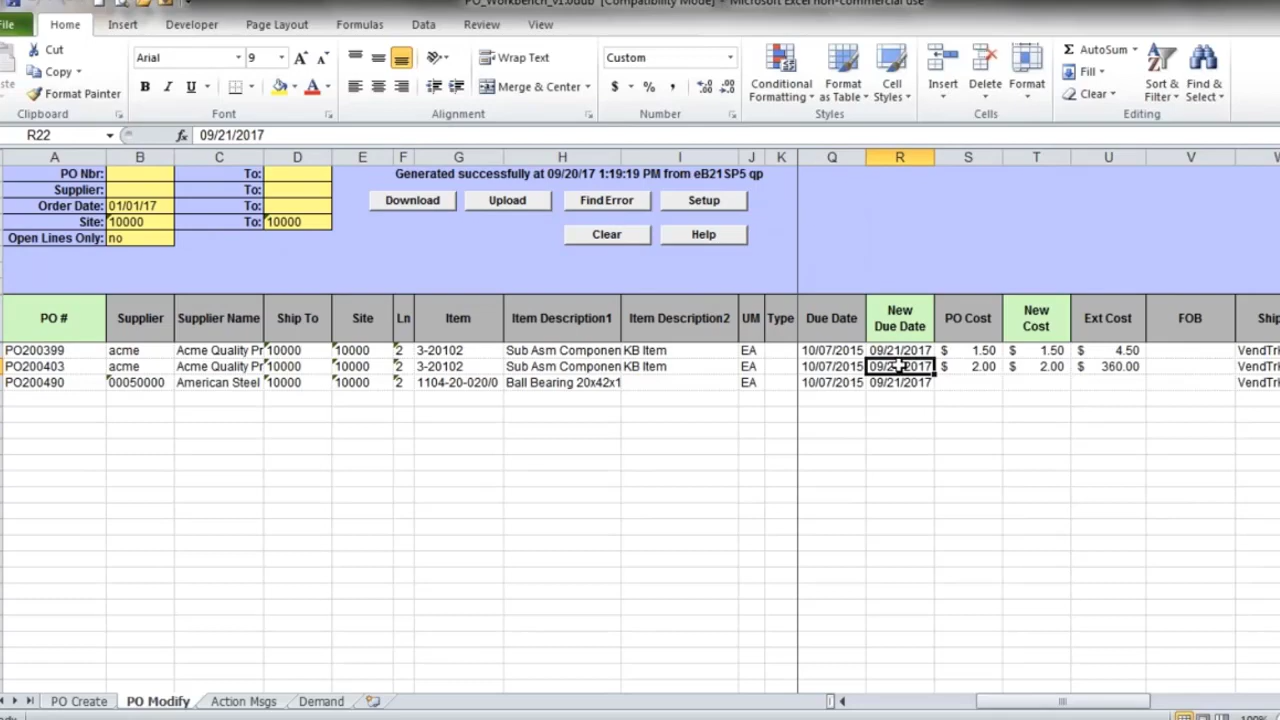 PO_Workbench_v1.0dub [Compatibility Mode] - Microsoft Excel non-commercial use
File Home Insert Developer Page Layout Formulas Data Review View
Cut
Copy
Format Painter
Clipboard
Arial 9
B I U A
Font
Wrap Text
Merge & Center
Alignment
Custom
$ % ,
Number
Conditional Formatting
Format as Table
Cell Styles
Styles
Insert Delete Format
Cells
Σ AutoSum
Fill
Clear
Sort & Filter
Find & Select
Editing
R22 fx 09/21/2017
A B C D E F G H I J K Q R S T U V W
PO Nbr: To: Generated successfully at 09/20/17 1:19:19 PM from eB21SP5 qp
Supplier: To:
Order Date: 01/01/17 To:
Site: 10000 To: 10000
Open Lines Only: no
Download Upload Find Error Setup
Clear Help
PO # Supplier Supplier Name Ship To Site Ln Item Item Description1 Item Description2 UM Type Due Date New Due Date PO Cost New Cost Ext Cost FOB Ship
PO200399 acme Acme Quality Pr 10000 10000 2 3-20102 Sub Asm Componen KB Item EA 10/07/2015 09/21/2017 $ 1.50 $ 1.50 $ 4.50 VendTr
PO200403 acme Acme Quality Pr 10000 10000 2 3-20102 Sub Asm Componen KB Item EA 10/07/2015 09/21/2017 $ 2.00 $ 2.00 $ 360.00 VendTr
PO200490 00050000 American Steel 10000 10000 2 1104-20-020/0 Ball Bearing 20x42x1 EA 10/07/2015 09/21/2017 VendTr
PO Create PO Modify Action Msgs Demand